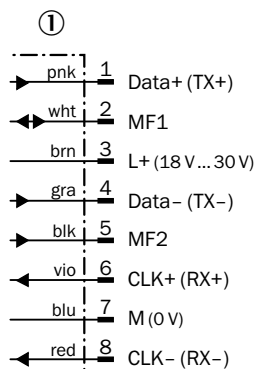 ①
pnk 1 Data+ (TX+)
wht 2 MF1
brn 3 L+ (18 V... 30 V)
gra 4 Data– (TX–)
blk 5 MF2
vio 6 CLK+ (RX+)
blu 7 M (0 V)
red 8 CLK– (RX–)